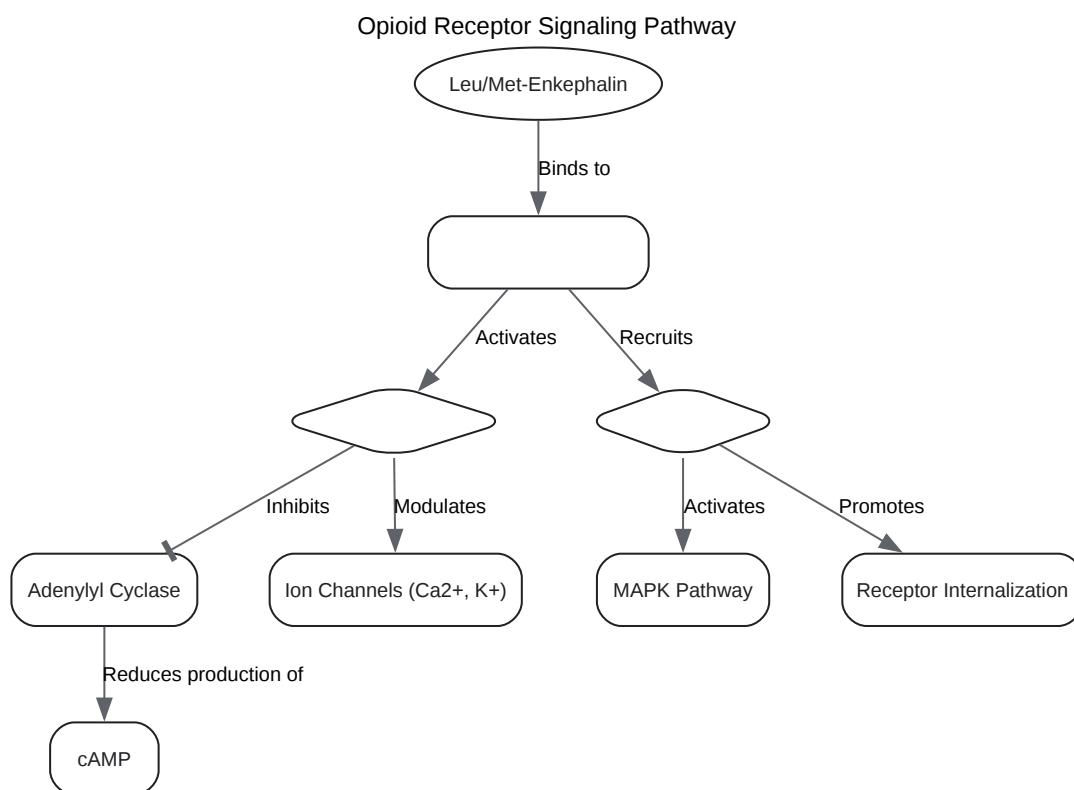 Opioid Receptor Signaling Pathway
Leu/Met-Enkephalin
Binds to
Activates
Recruits
Inhibits
Modulates
Activates
Promotes
Adenylyl Cyclase
Ion Channels (Ca2+, K+)
MAPK Pathway
Receptor Internalization
Reduces production of
cAMP